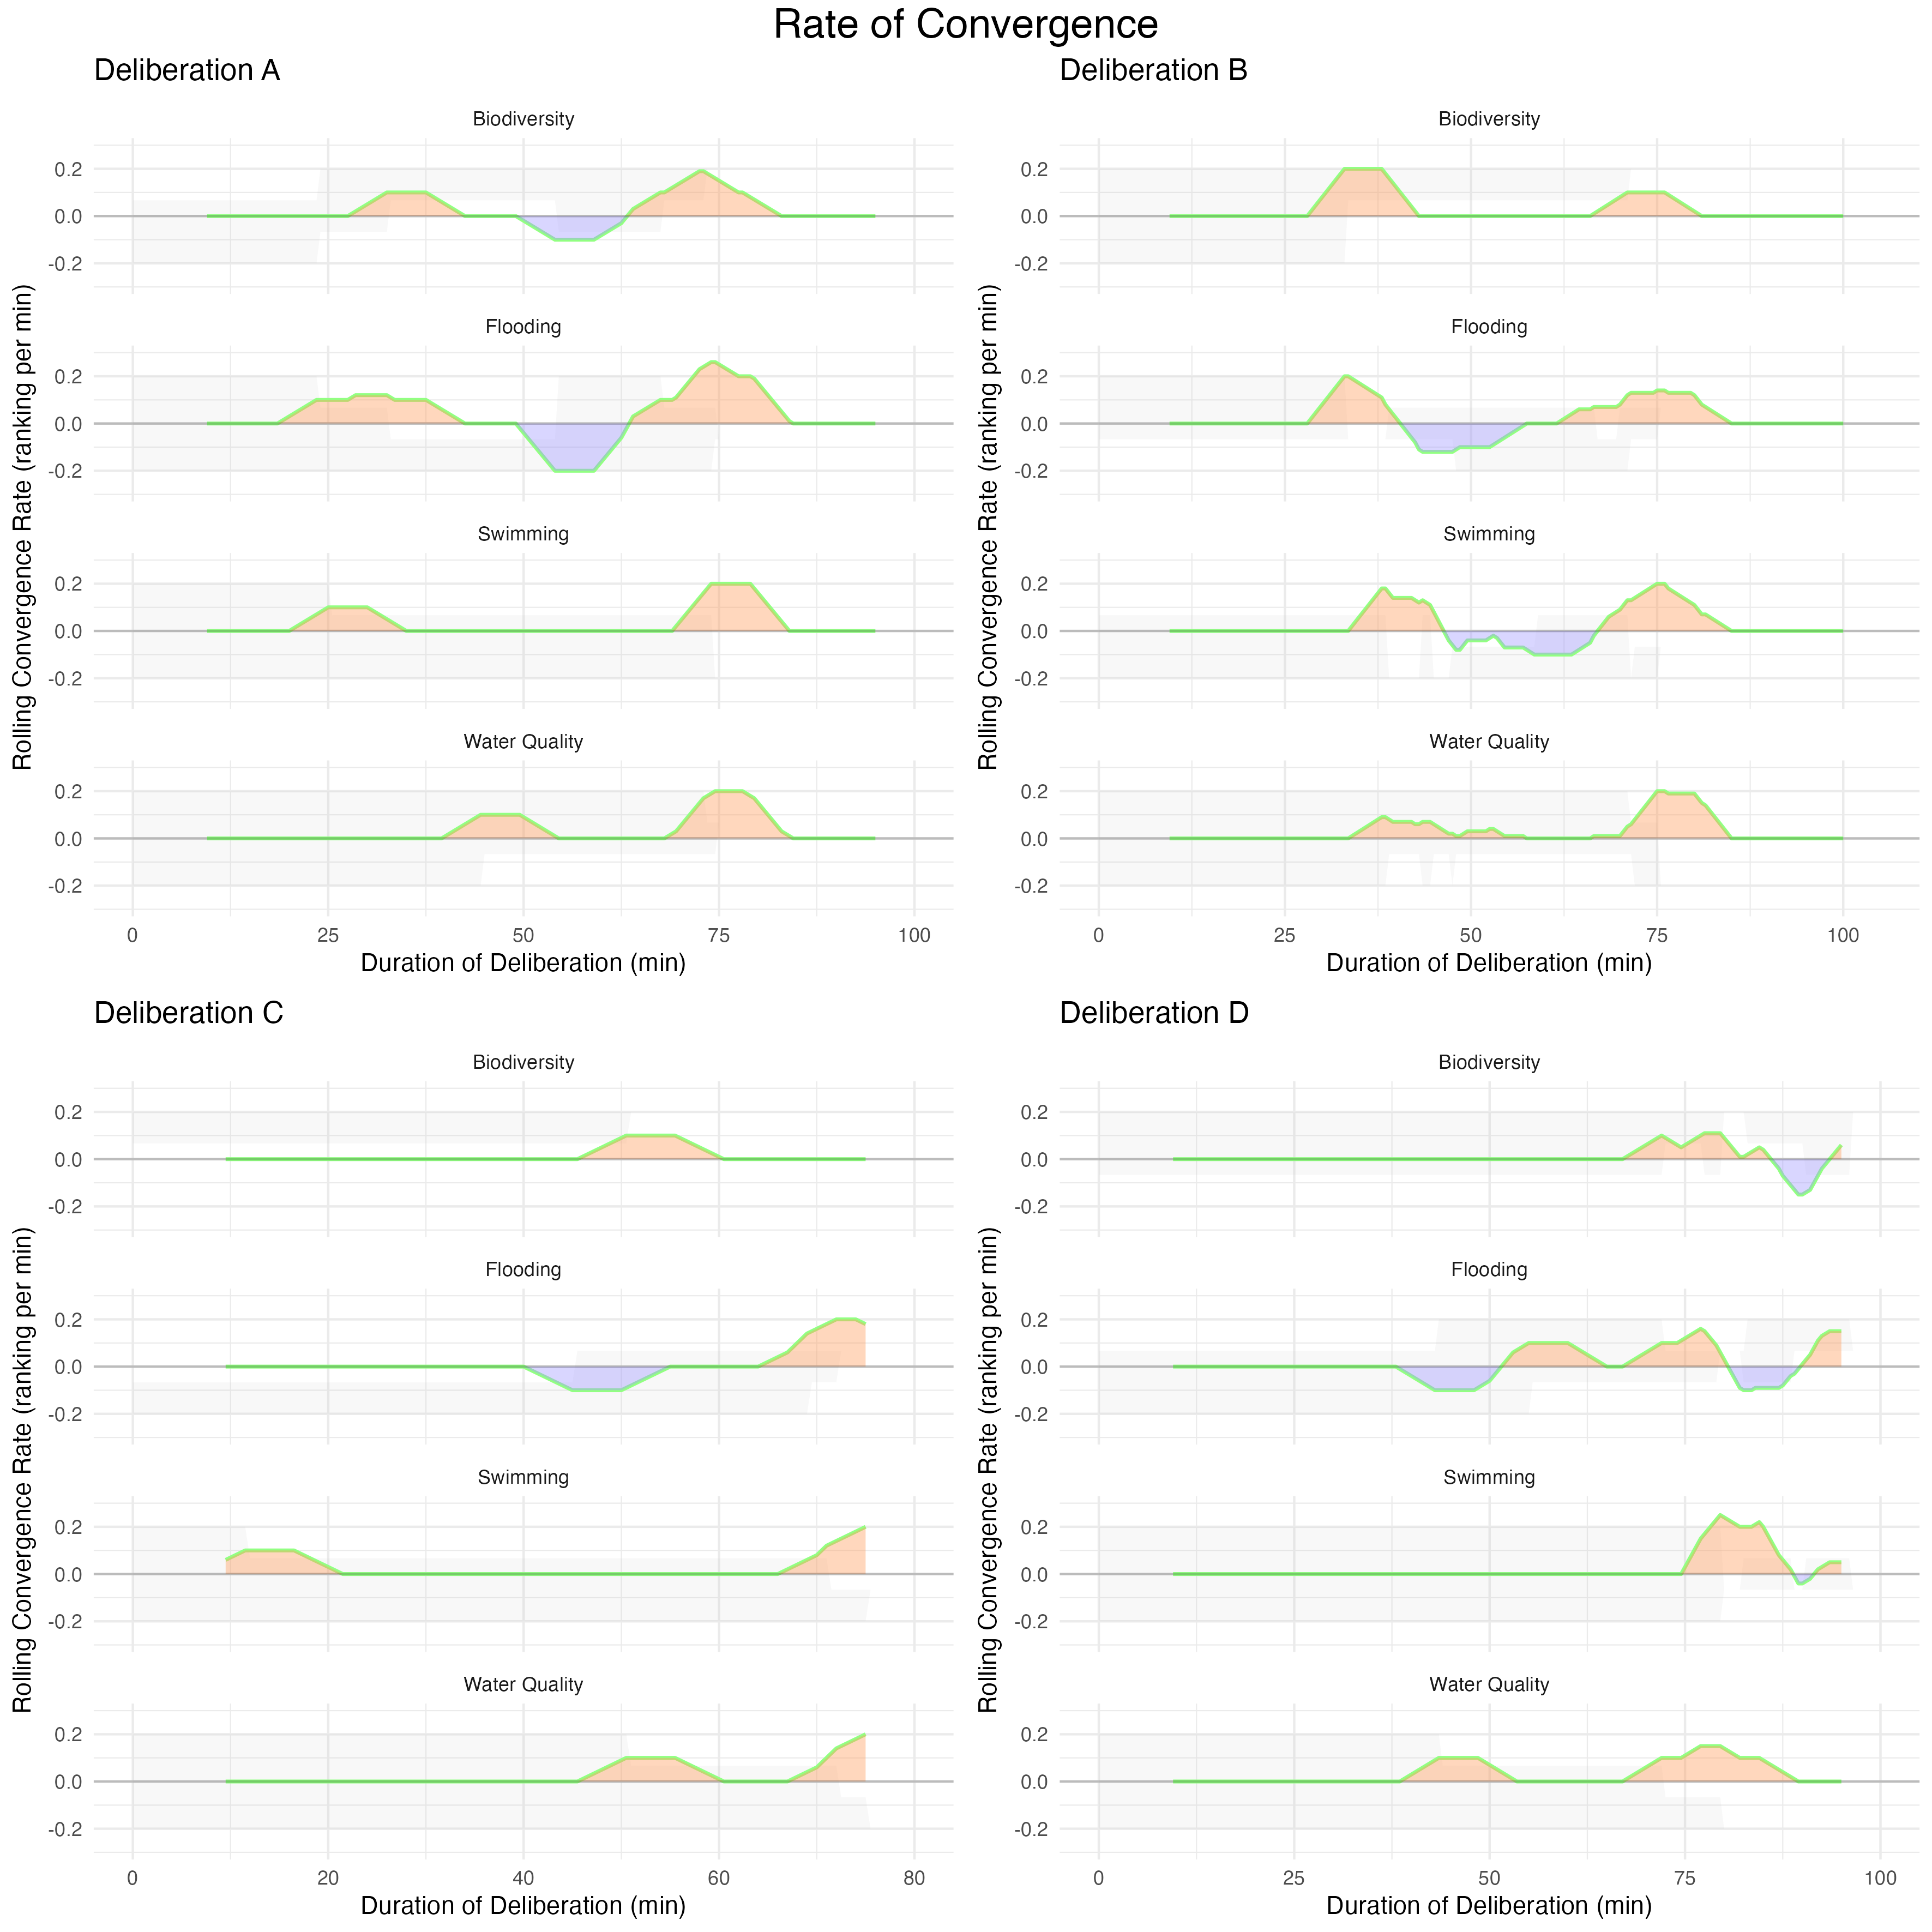 Rate of Convergence
Deliberation A
Rolling Convergence Rate (ranking per min)
Biodiversity
0.2
0.0
-0.2
Flooding
0.2
0.0
-0.2
Swimming
0.2
0.0
-0.2
Water Quality
0.2
0.0
-0.2
0 25 50 75 100
Duration of Deliberation (min)
Deliberation B
Rolling Convergence Rate (ranking per min)
Biodiversity
0.2
0.0
-0.2
Flooding
0.2
0.0
-0.2
Swimming
0.2
0.0
-0.2
Water Quality
0.2
0.0
-0.2
0 25 50 75 100
Duration of Deliberation (min)
Deliberation C
Rolling Convergence Rate (ranking per min)
Biodiversity
0.2
0.0
-0.2
Flooding
0.2
0.0
-0.2
Swimming
0.2
0.0
-0.2
Water Quality
0.2
0.0
-0.2
0 20 40 60 80
Duration of Deliberation (min)
Deliberation D
Rolling Convergence Rate (ranking per min)
Biodiversity
0.2
0.0
-0.2
Flooding
0.2
0.0
-0.2
Swimming
0.2
0.0
-0.2
Water Quality
0.2
0.0
-0.2
0 25 50 75 100
Duration of Deliberation (min)